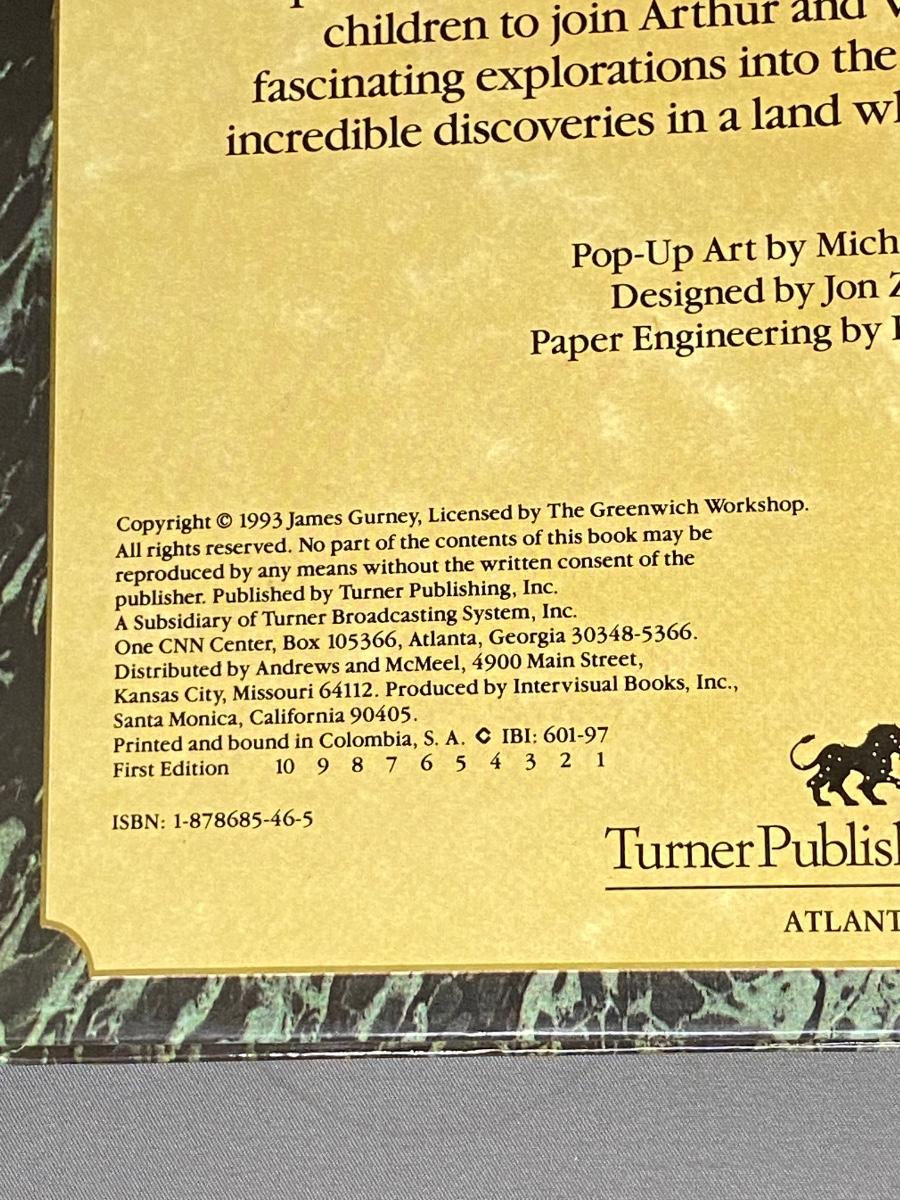 children to join Arthur and
fascinating explorations into the
incredible discoveries in a land
Pop-Up Art by
Designed by Jon
Paper Engineering by
Copyright © 1993 James Gurney, Licensed by The Greenwich Workshop.
All rights reserved. No part of the contents of this book may be
reproduced by any means without the written consent of the
publisher. Published by Turner Publishing, Inc.
A Subsidiary of Turner Broadcasting System, Inc.
One CNN Center, Box 105366, Atlanta, Georgia 30348-5366.
Distributed by Andrews and McMeel, 4900 Main Street,
Kansas City, Missouri 64112. Produced by Intervisual Books, Inc.,
Santa Monica, California 90405.
Printed and bound in Colombia, S. A. IBI: 601-97
First Edition 10 9 8 7 6 5 4 3 2 1
ISBN: 1-878685-46-5
Turner